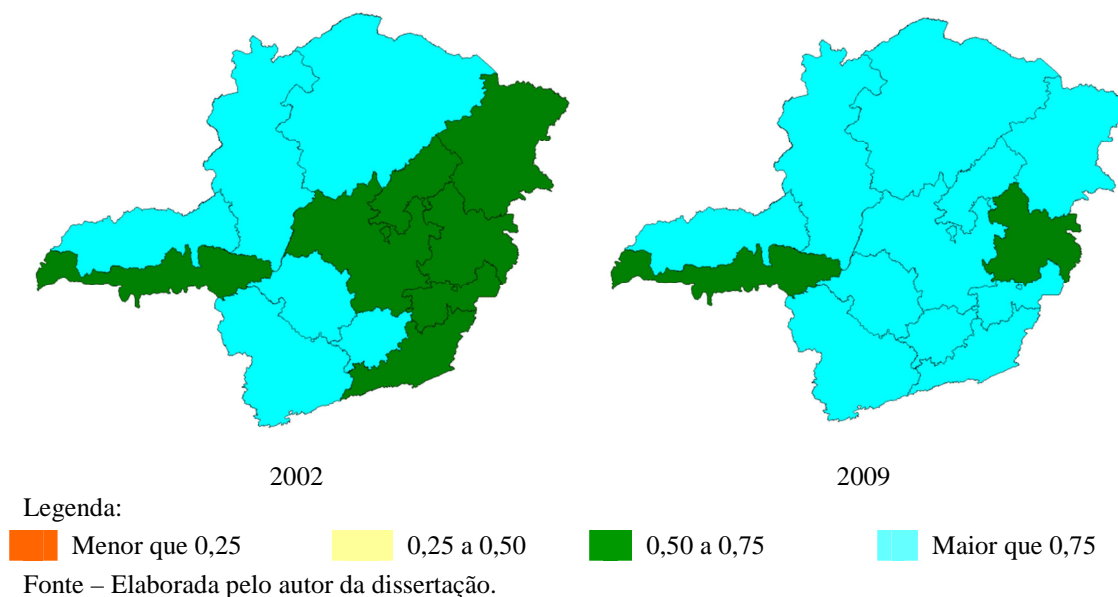 2002 2009
Legenda:
Menor que 0,25 0,25 a 0,50 0,50 a 0,75 Maior que 0,75
Fonte – Elaborada pelo autor da dissertação.